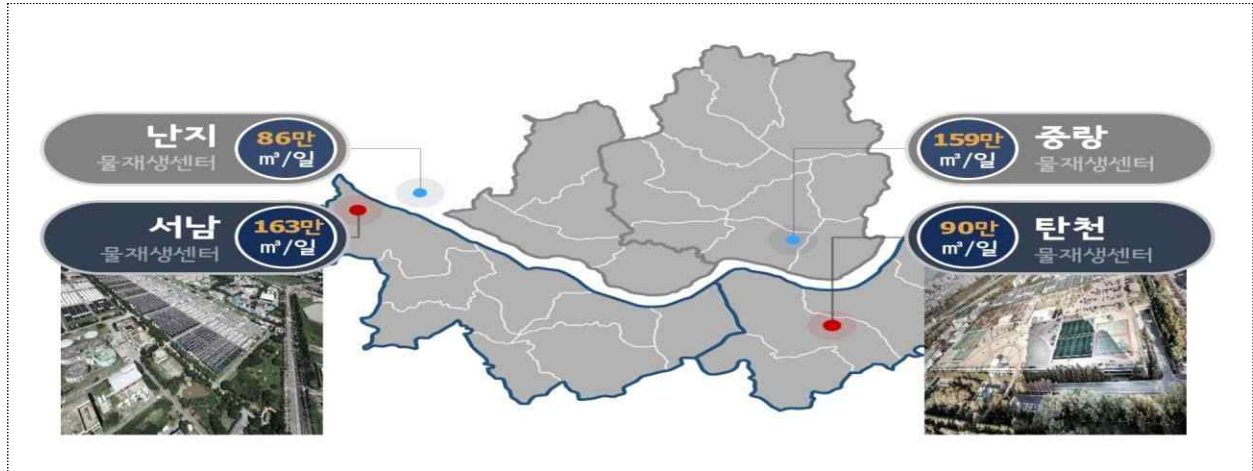 난지
물재생센터
86만
㎥/일
서남
물재생센터
163만
㎥/일
159만
㎥/일
중랑
물재생센터
90만
㎥/일
탄천
물재생센터